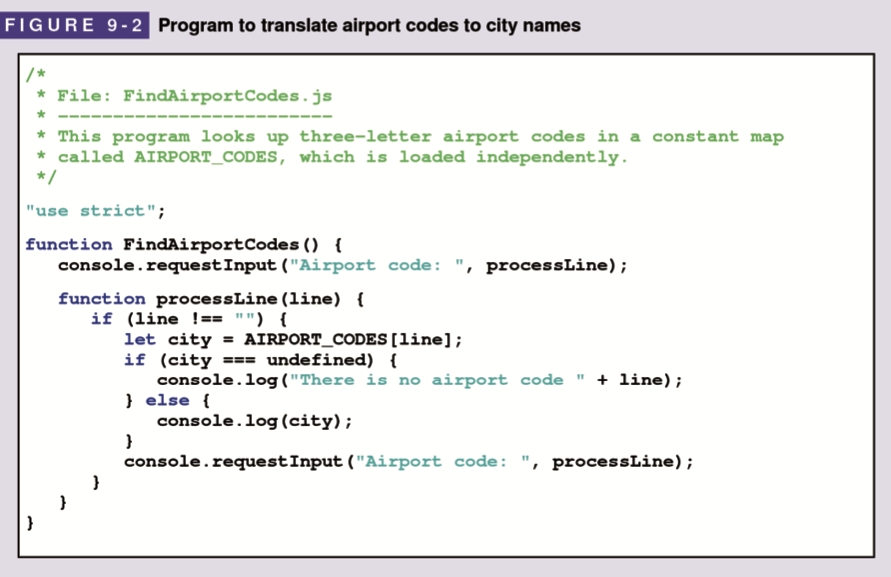 FIGURE 9-2 Program to translate airport codes to city names
/*
 * File: FindAirportCodes.js
 * -------------------------
 * This program looks up three-letter airport codes in a constant map
 * called AIRPORT_CODES, which is loaded independently.
 */
"use strict";
function FindAirportCodes() {
   console.requestInput("Airport code: ", processLine);
   function processLine(line) {
      if (line !== "") {
         let city = AIRPORT_CODES[line];
         if (city === undefined) {
            console.log("There is no airport code " + line);
         } else {
            console.log(city);
         }
         console.requestInput("Airport code: ", processLine);
      }
   }
}